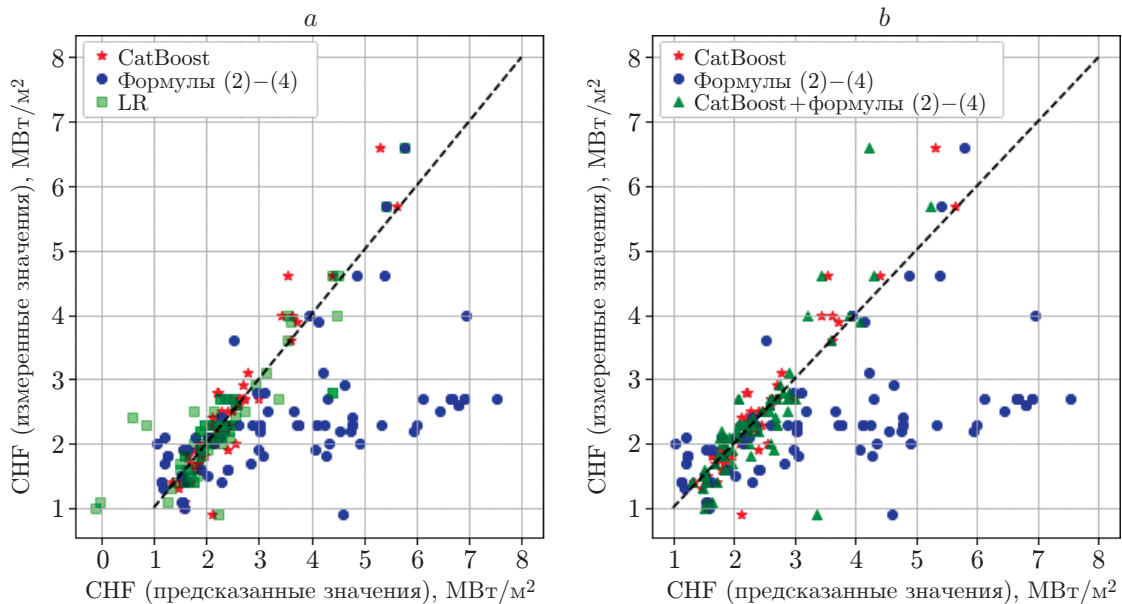 a
CHF (измеренные значения), МВт/м²
8
7
6
5
4
3
2
1
CatBoost
Формулы (2)−(4)
LR
0 1 2 3 4 5 6 7 8
CHF (предсказанные значения), МВт/м²
b
CHF (измеренные значения), МВт/м²
8
7
6
5
4
3
2
1
CatBoost
Формулы (2)−(4)
CatBoost+формулы (2)−(4)
1 2 3 4 5 6 7 8
CHF (предсказанные значения), МВт/м²